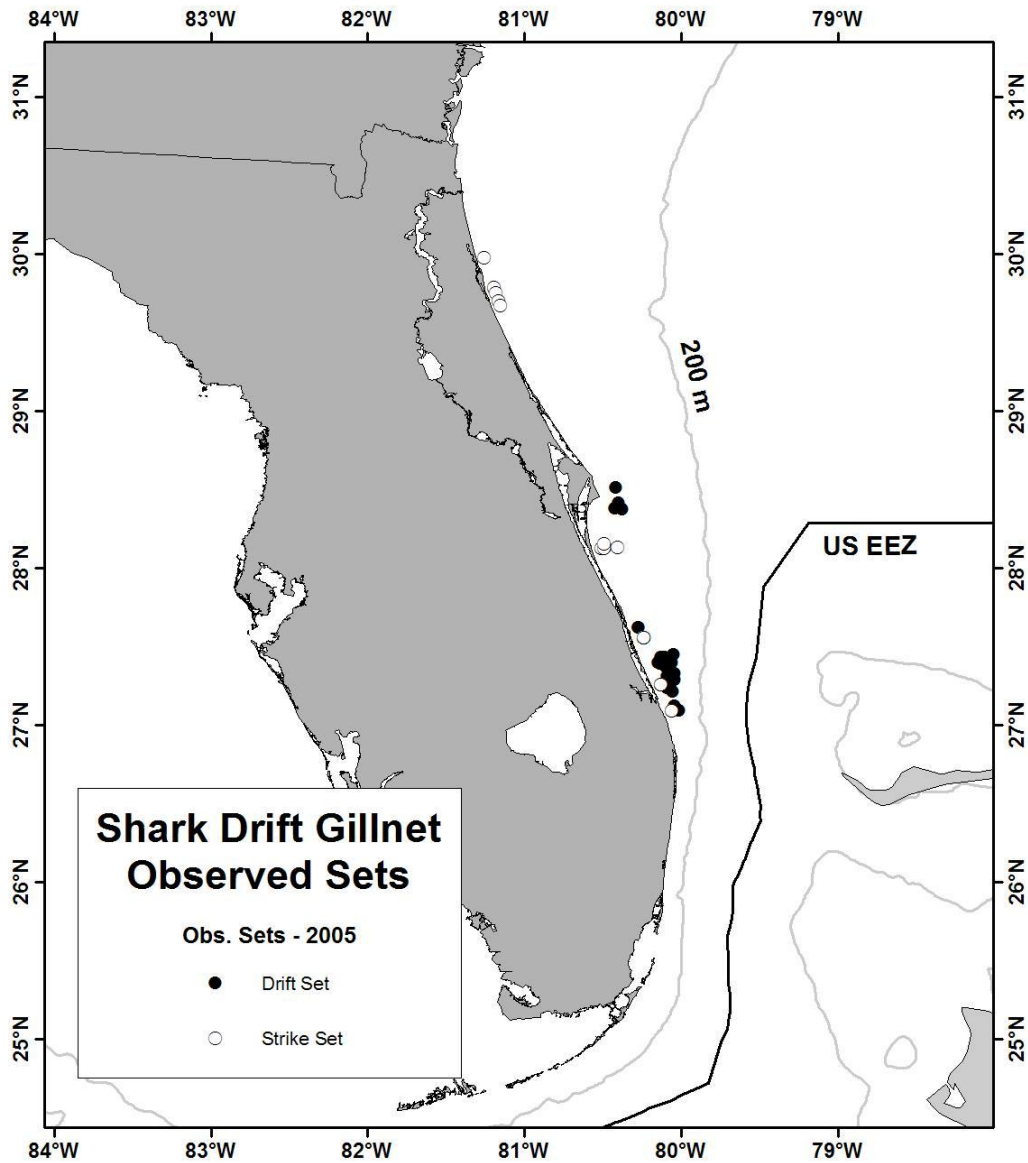 84°W 83°W 82°W 81°W 80°W 79°W
31°N 31°N
30°N 30°N
200 m
29°N 29°N
US EEZ
28°N 28°N
27°N 27°N
Shark Drift Gillnet
Observed Sets
26°N 26°N
Obs. Sets - 2005
Drift Set
Strike Set
25°N 25°N
84°W 83°W 82°W 81°W 80°W 79°W